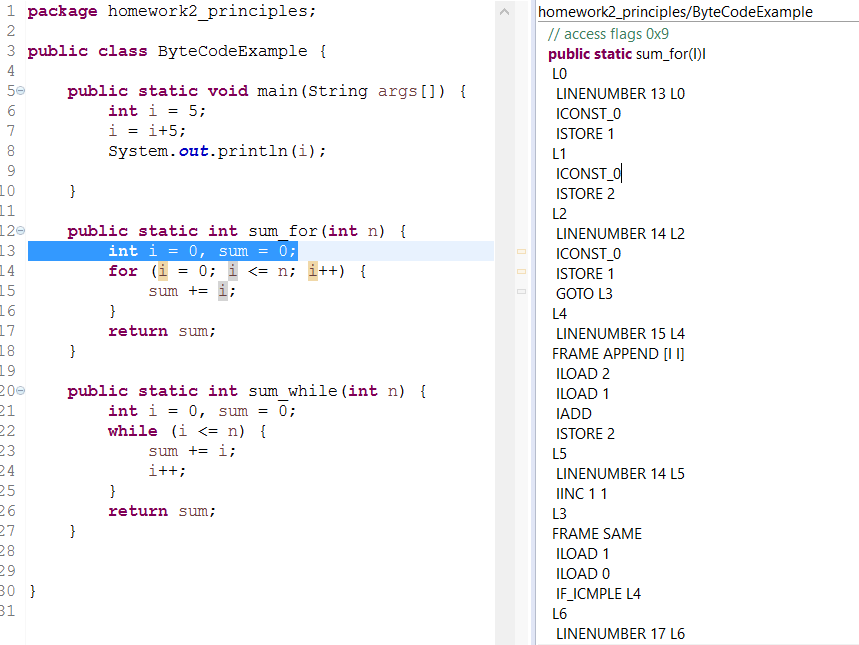 1 package homework2_principles;
2
3 public class ByteCodeExample {
4
5 public static void main(String args[]) {
6 int i = 5;
7 i = i+5;
8 System.out.println(i);
9
10 }
11
12 public static int sum_for(int n) {
13 int i = 0, sum = 0;
14 for (i = 0; i <= n; i++) {
15 sum += i;
16 }
17 return sum;
18 }
19
20 public static int sum_while(int n) {
21 int i = 0, sum = 0;
22 while (i <= n) {
23 sum += i;
24 i++;
25 }
26 return sum;
27 }
28
29
30 }
31
homework2_principles/ByteCodeExample
// access flags 0x9
public static sum_for(I)I
L0
LINENUMBER 13 L0
ICONST_0
ISTORE 1
L1
ICONST_0
ISTORE 2
L2
LINENUMBER 14 L2
ICONST_0
ISTORE 1
GOTO L3
L4
LINENUMBER 15 L4
FRAME APPEND [I I]
ILOAD 2
ILOAD 1
IADD
ISTORE 2
L5
LINENUMBER 14 L5
IINC 1 1
L3
FRAME SAME
ILOAD 1
ILOAD 0
IF_ICMPLE L4
L6
LINENUMBER 17 L6